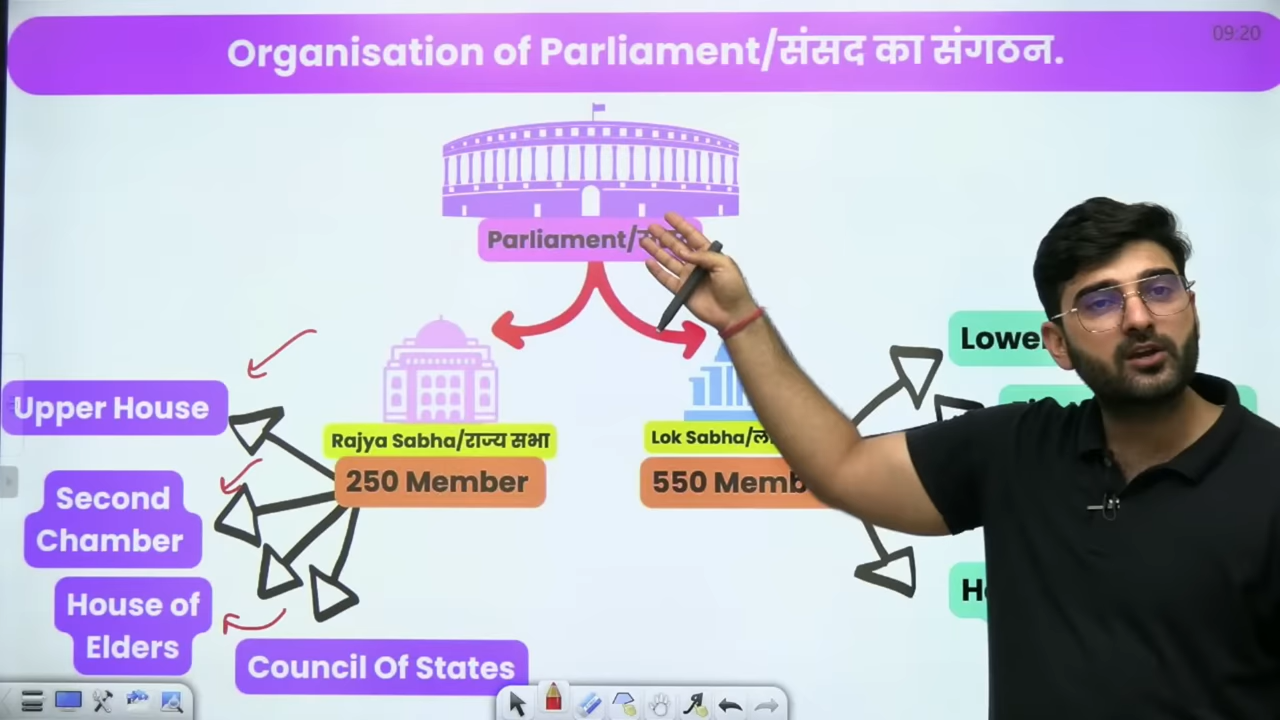 Organisation of Parliament/संसद का संगठन.
09:20
Parliament/
Lower
Upper House
Rajya Sabha/राज्य सभा
Lok Sabha/
250 Member
550 Memb
Second
Chamber
House of
Elders
Council Of States